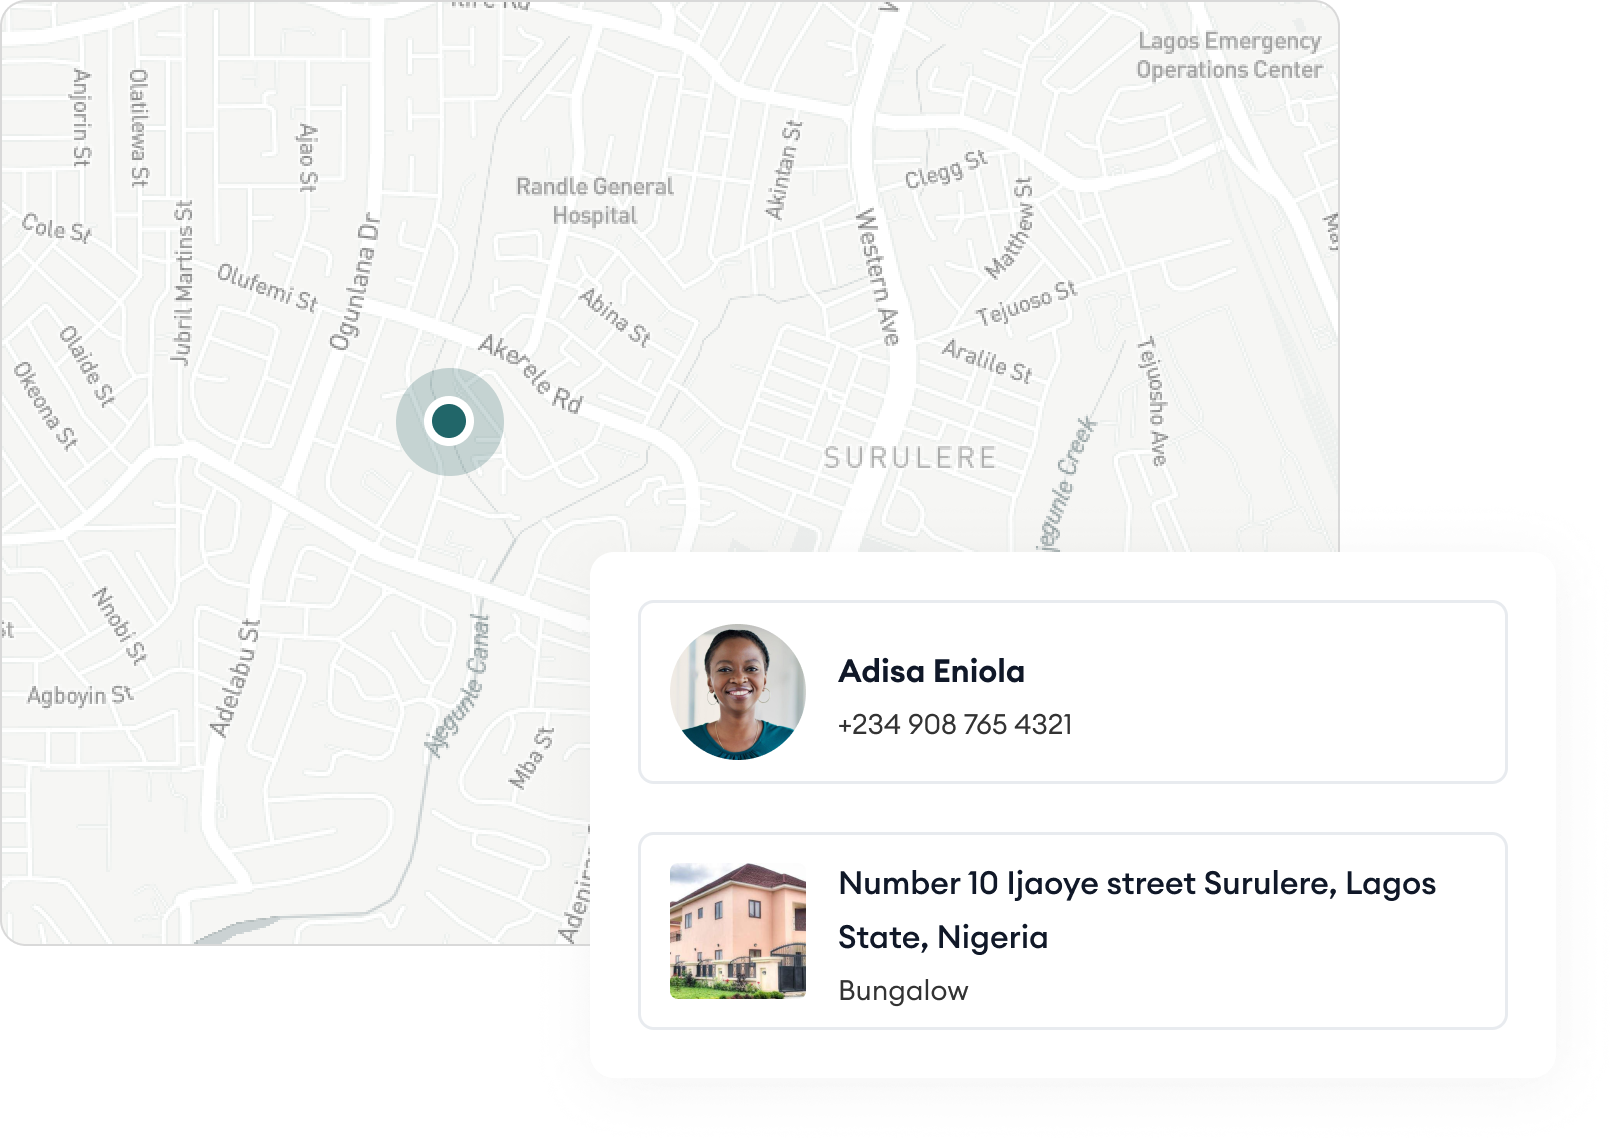 Lagos Emergency
Operations Center
Anjorin St
Olatilewa St
Ajao St
Akintan St
Clegg St
Randle General
Hospital
Matthew St
Cole St
Jubril Martins St
Ogunlana Dr
Western Ave
Olufemi St
Abina St
Tejuoso St
Akerele Rd
Aralile St
Tejuosho Ave
Olaide St
Okeona St
SURULERE
Nnobi St
Adelabu St
Agboyin St
Ajegunle Canal
Mba St
Adisa Eniola
+234 908 765 4321
Number 10 Ijaoye street Surulere, Lagos
State, Nigeria
Bungalow